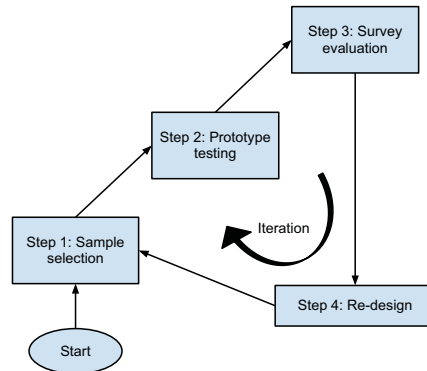 Step 3: Survey
evaluation
Step 2: Prototype
testing
Iteration
Step 1: Sample
selection
Step 4: Re-design
Start